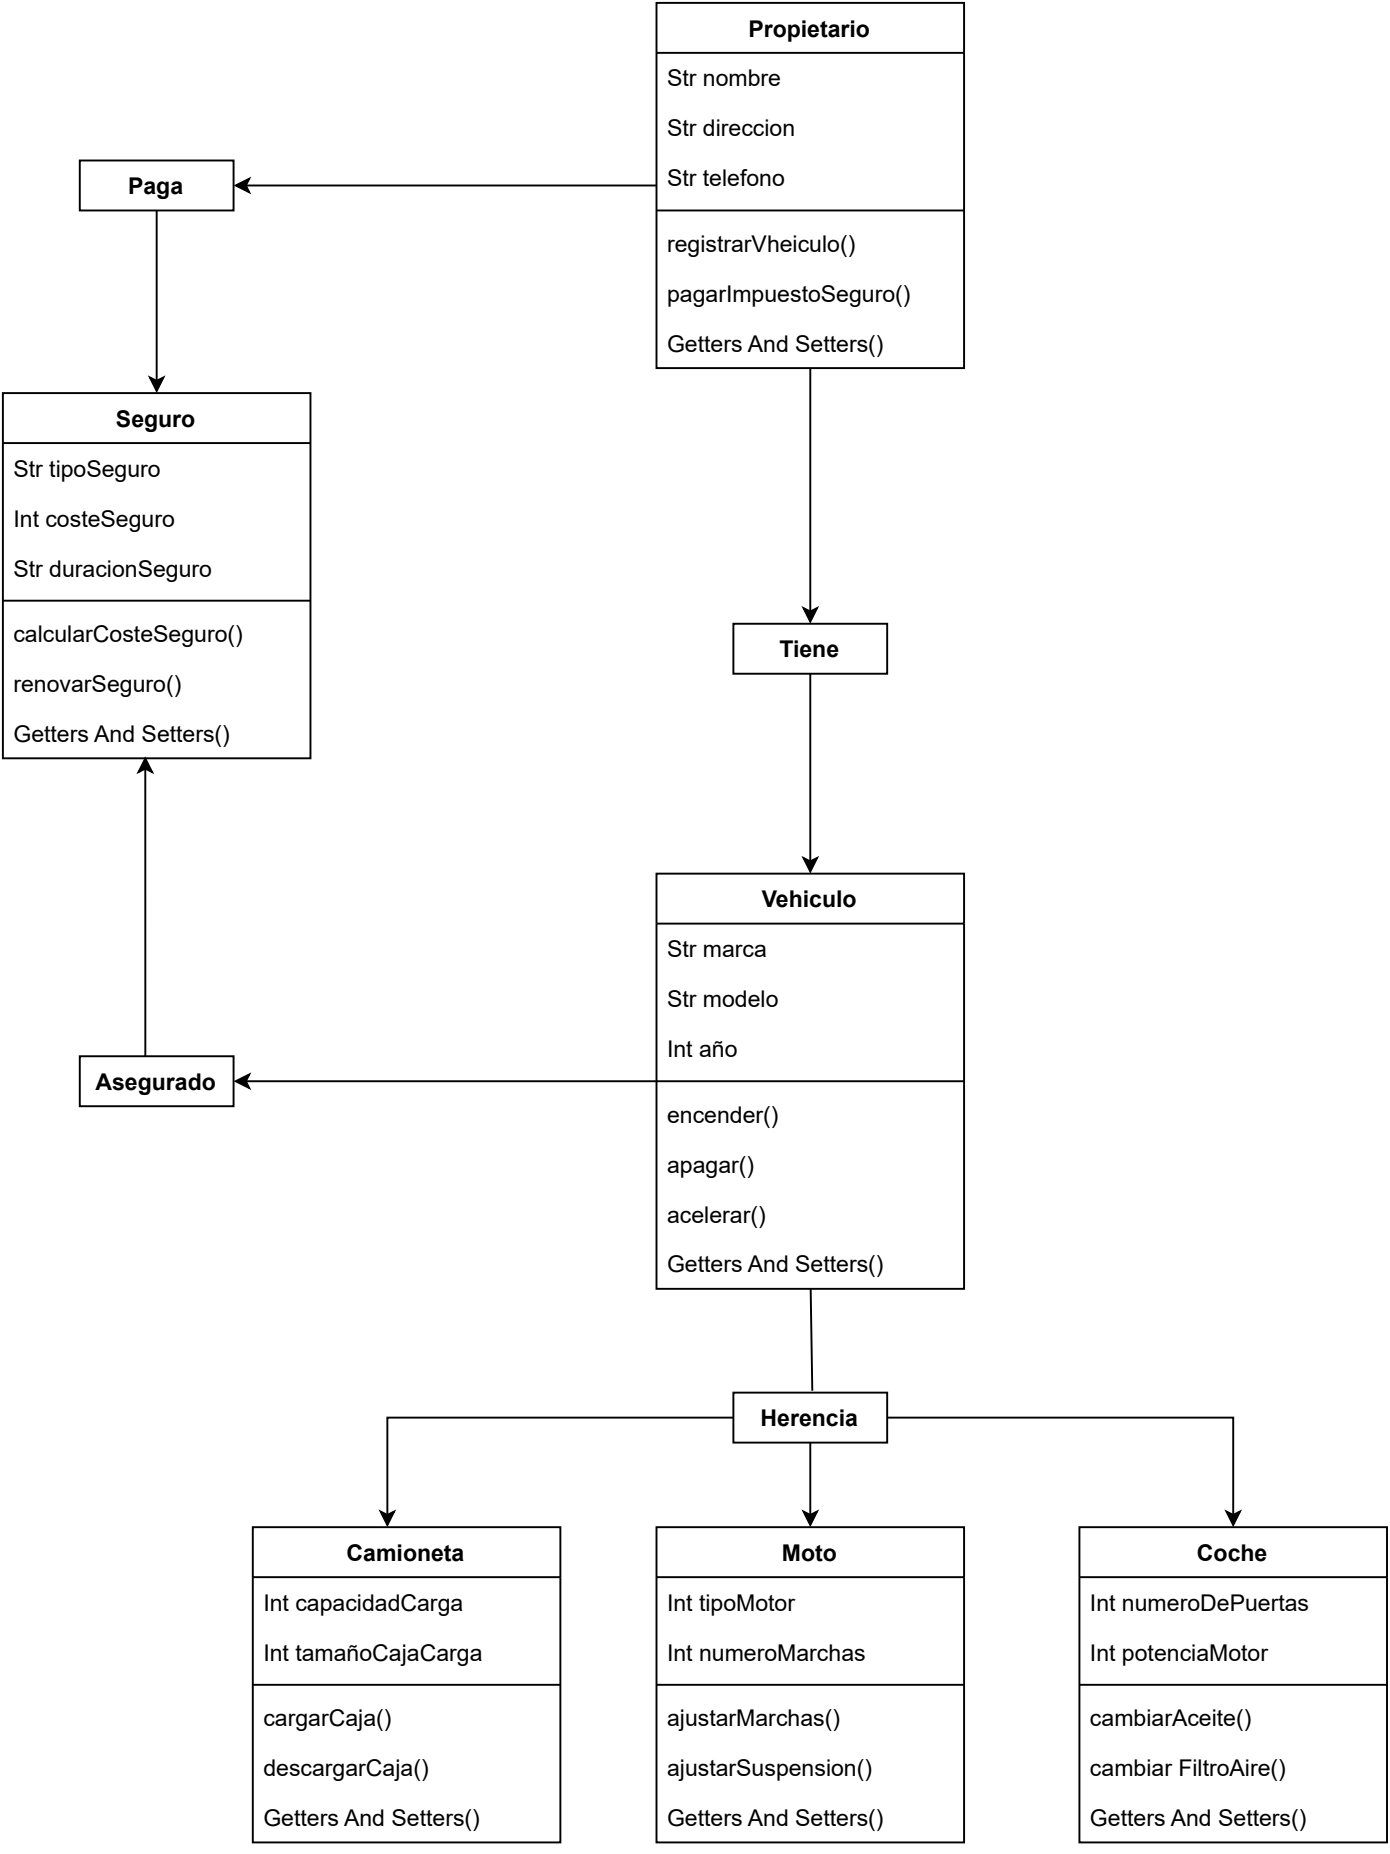 Propietario
Str nombre
Str direccion
Str telefono
registrarVheiculo()
pagarImpuestoSeguro()
Getters And Setters()
Paga
Seguro
Str tipoSeguro
Int costeSeguro
Str duracionSeguro
calcularCosteSeguro()
renovarSeguro()
Getters And Setters()
Tiene
Vehiculo
Str marca
Str modelo
Int año
encender()
apagar()
acelerar()
Getters And Setters()
Asegurado
Herencia
Camioneta
Int capacidadCarga
Int tamañoCajaCarga
cargarCaja()
descargarCaja()
Getters And Setters()
Moto
Int tipoMotor
Int numeroMarchas
ajustarMarchas()
ajustarSuspension()
Getters And Setters()
Coche
Int numeroDePuertas
Int potenciaMotor
cambiarAceite()
cambiar FiltroAire()
Getters And Setters()